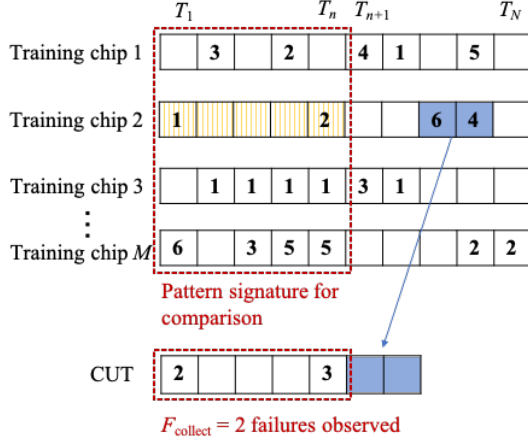 T₁ Tₙ Tₙ₊₁ T_N
Training chip 1 3 2 4 1 5
Training chip 2 1 2 6 4
Training chip 3 1 1 1 1 3 1
⋮
Training chip M 6 3 5 5 2 2
Pattern signature for
comparison
CUT 2 3
F_collect = 2 failures observed